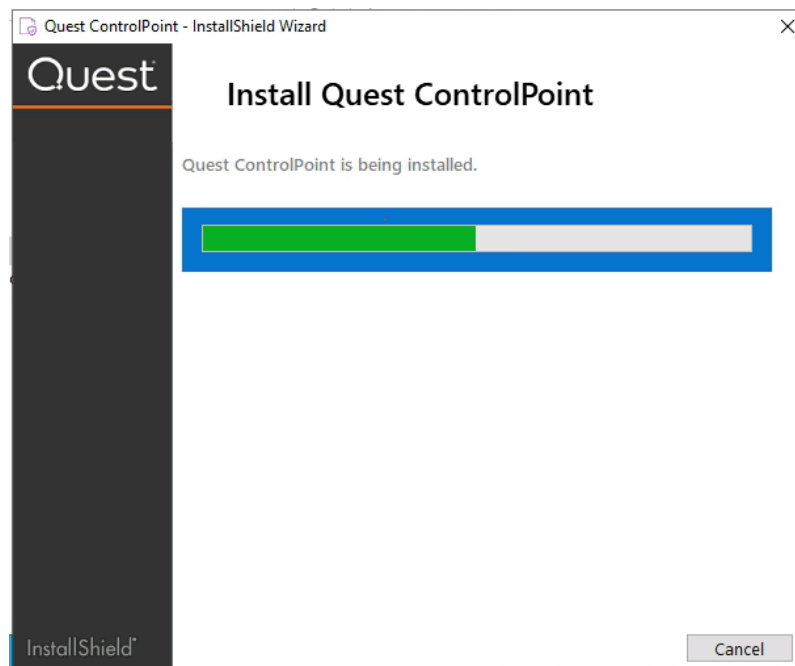 Quest ControlPoint - InstallShield Wizard
Quest
Install Quest ControlPoint
Quest ControlPoint is being installed.
InstallShield
Cancel